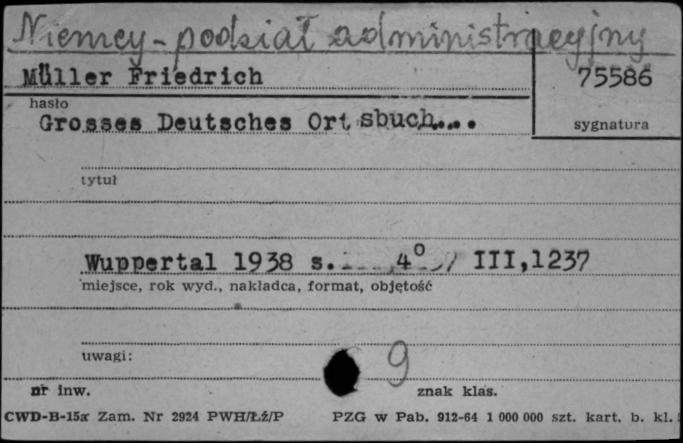 Niemcy - podział administracyjny
Müller Friedrich
75586
hasło
sygnatura
Grosses Deutsches Ortsbuch...
tytuł
Wuppertal 1938 s. 4° III,1237
miejsce, rok wyd., nakładca, format, objętość
uwagi:
9
nr inw.
znak klas.
CWD-B-15x Zam. Nr 2924 PWH/Łź/P PZG w Pab. 912-64 1 000 000 szt. kart. b. kl.